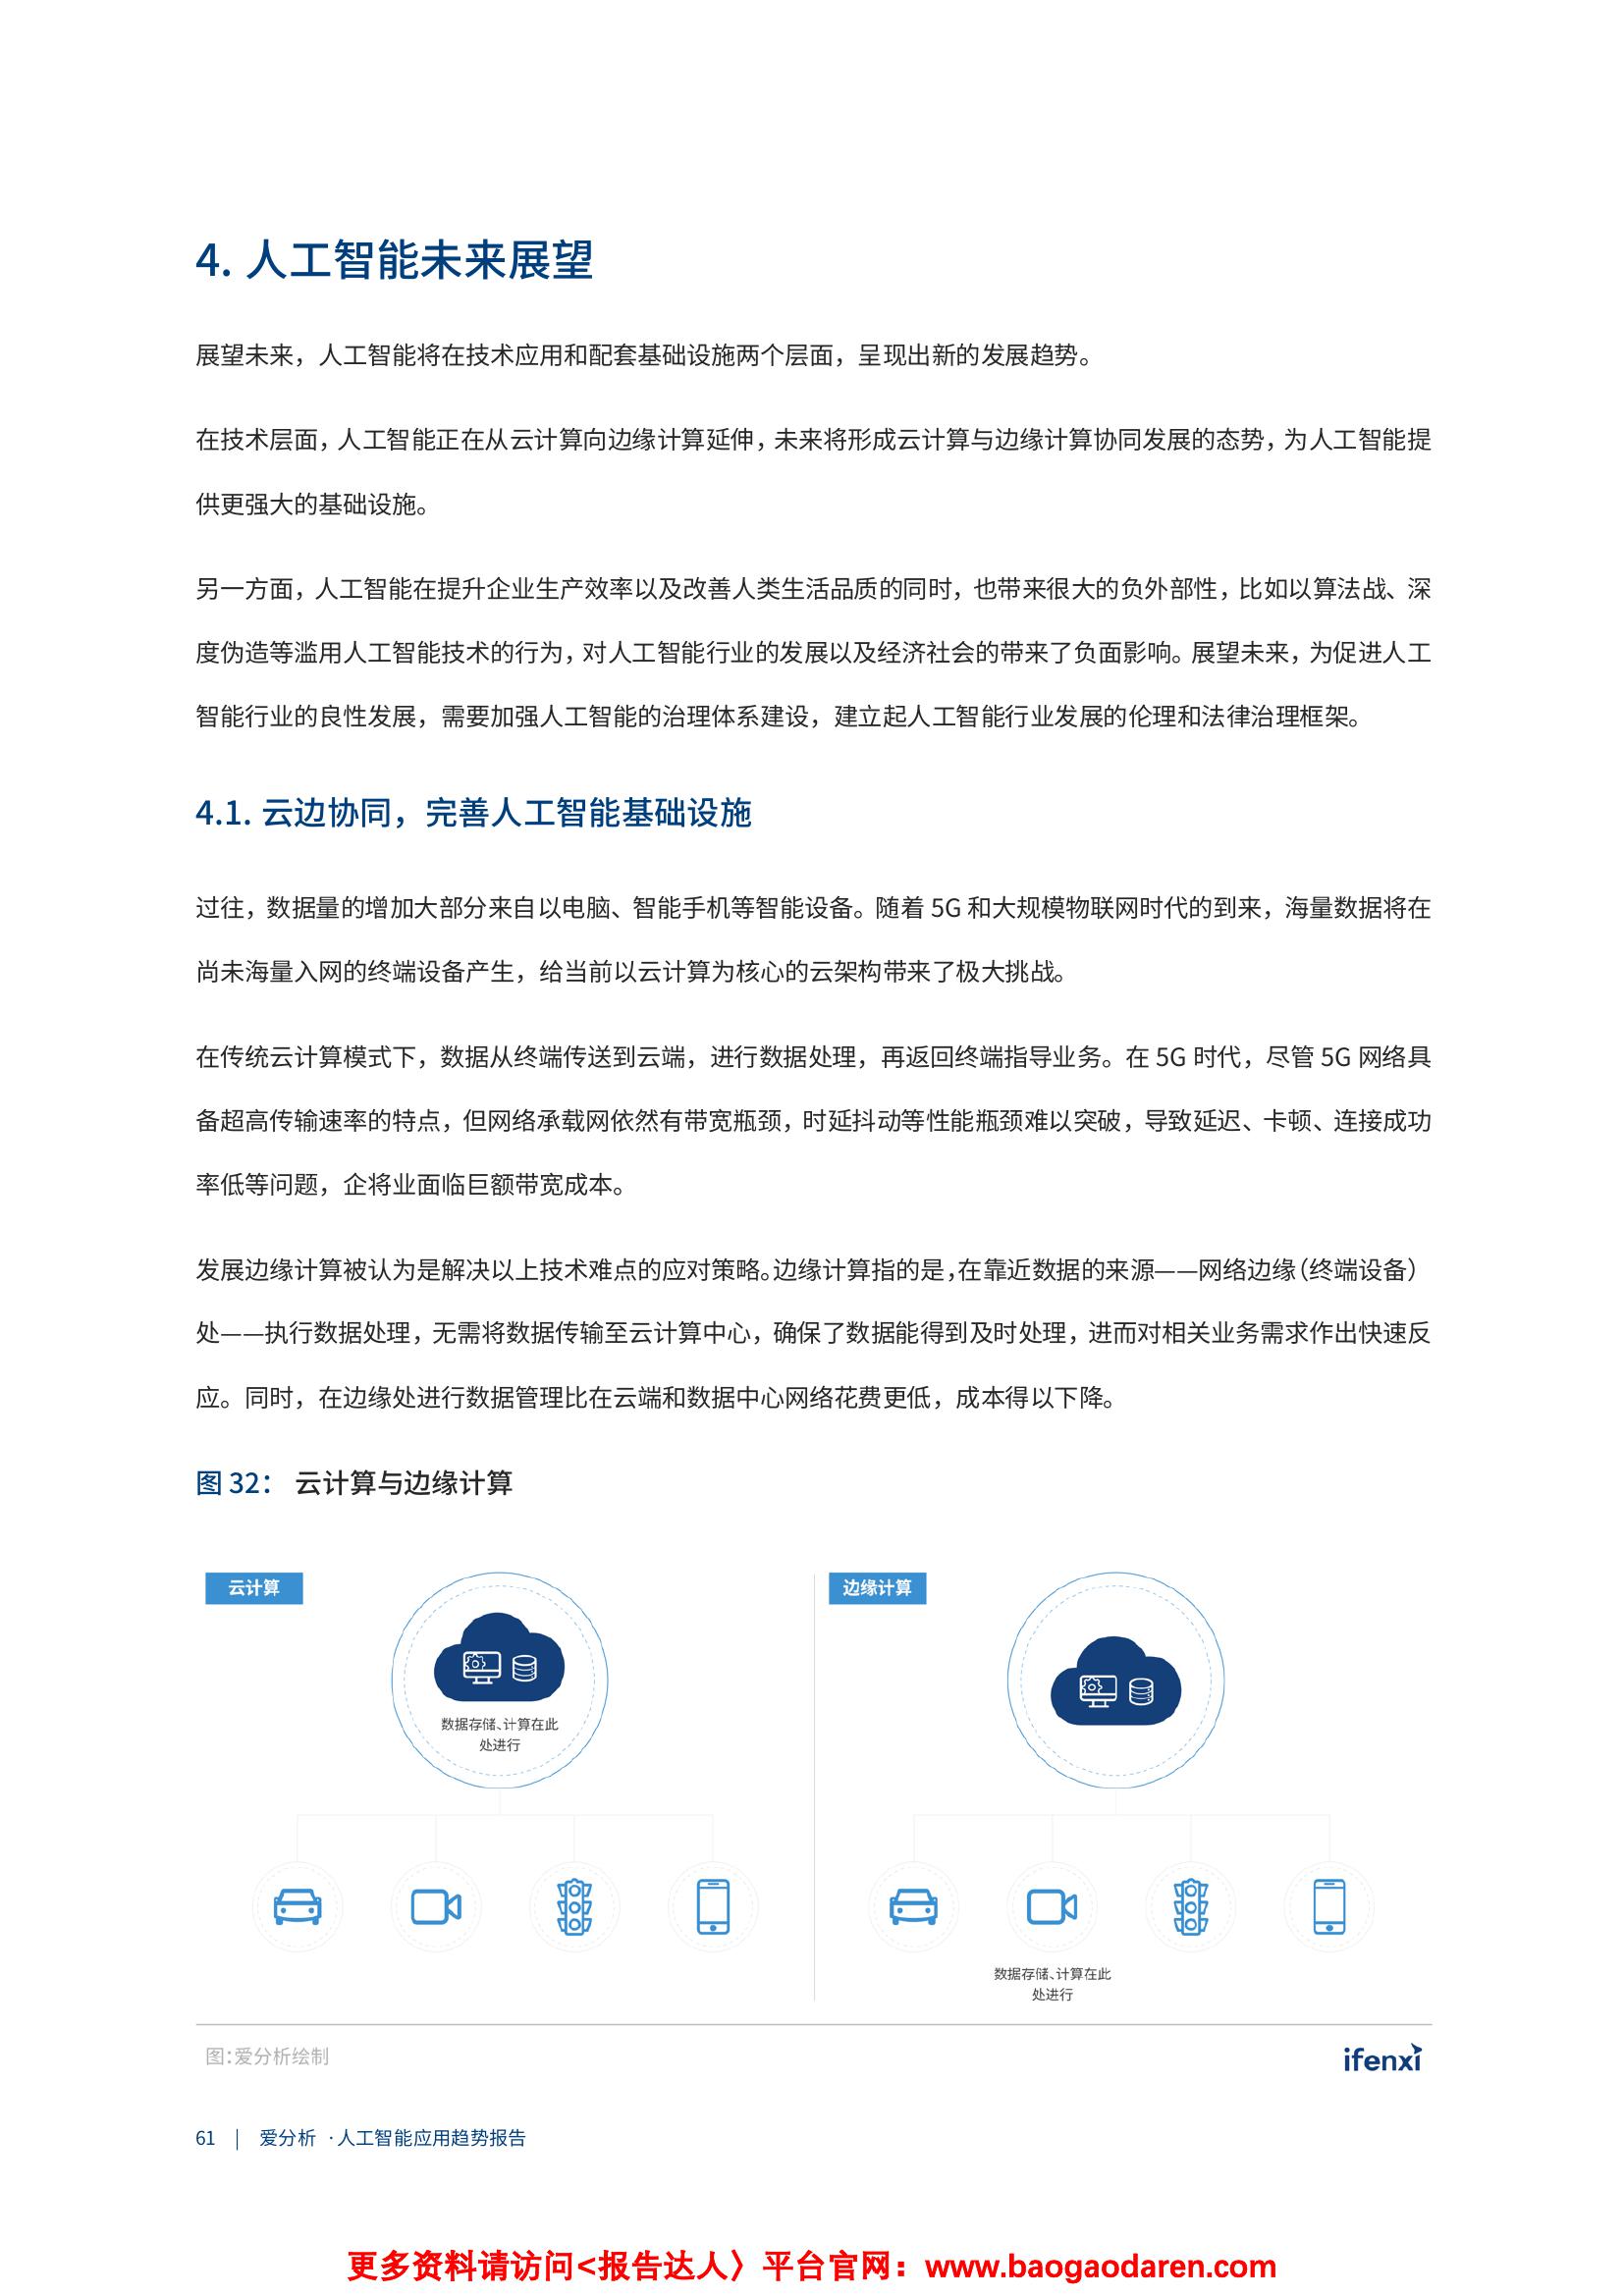 4. 人工智能未来展望
展望未来，人工智能将在技术应用和配套基础设施两个层面，呈现出新的发展趋势。
在技术层面，人工智能正在从云计算向边缘计算延伸，未来将形成云计算与边缘计算协同发展的态势，为人工智能提
供更强大的基础设施。
另一方面，人工智能在提升企业生产效率以及改善人类生活品质的同时，也带来很大的负外部性，比如以算法战、深
度伪造等滥用人工智能技术的行为，对人工智能行业的发展以及经济社会的带来了负面影响。展望未来，为促进人工
智能行业的良性发展，需要加强人工智能的治理体系建设，建立起人工智能行业发展的伦理和法律治理框架。
4.1. 云边协同，完善人工智能基础设施
过往，数据量的增加大部分来自以电脑、智能手机等智能设备。随着 5G 和大规模物联网时代的到来，海量数据将在
尚未海量入网的终端设备产生，给当前以云计算为核心的云架构带来了极大挑战。
在传统云计算模式下，数据从终端传送到云端，进行数据处理，再返回终端指导业务。在 5G 时代，尽管 5G 网络具
备超高传输速率的特点，但网络承载网依然有带宽瓶颈，时延抖动等性能瓶颈难以突破，导致延迟、卡顿、连接成功
率低等问题，企将业面临巨额带宽成本。
发展边缘计算被认为是解决以上技术难点的应对策略。边缘计算指的是，在靠近数据的来源——网络边缘（终端设备）
处——执行数据处理，无需将数据传输至云计算中心，确保了数据能得到及时处理，进而对相关业务需求作出快速反
应。同时，在边缘处进行数据管理比在云端和数据中心网络花费更低，成本得以下降。
图 32： 云计算与边缘计算
云计算
数据存储、计算在此
处进行
边缘计算
数据存储、计算在此
处进行
图：爱分析绘制
ifenxi
61 | 爱分析 ·人工智能应用趋势报告
更多资料请访问<报告达人〉平台官网：www.baogaodaren.com